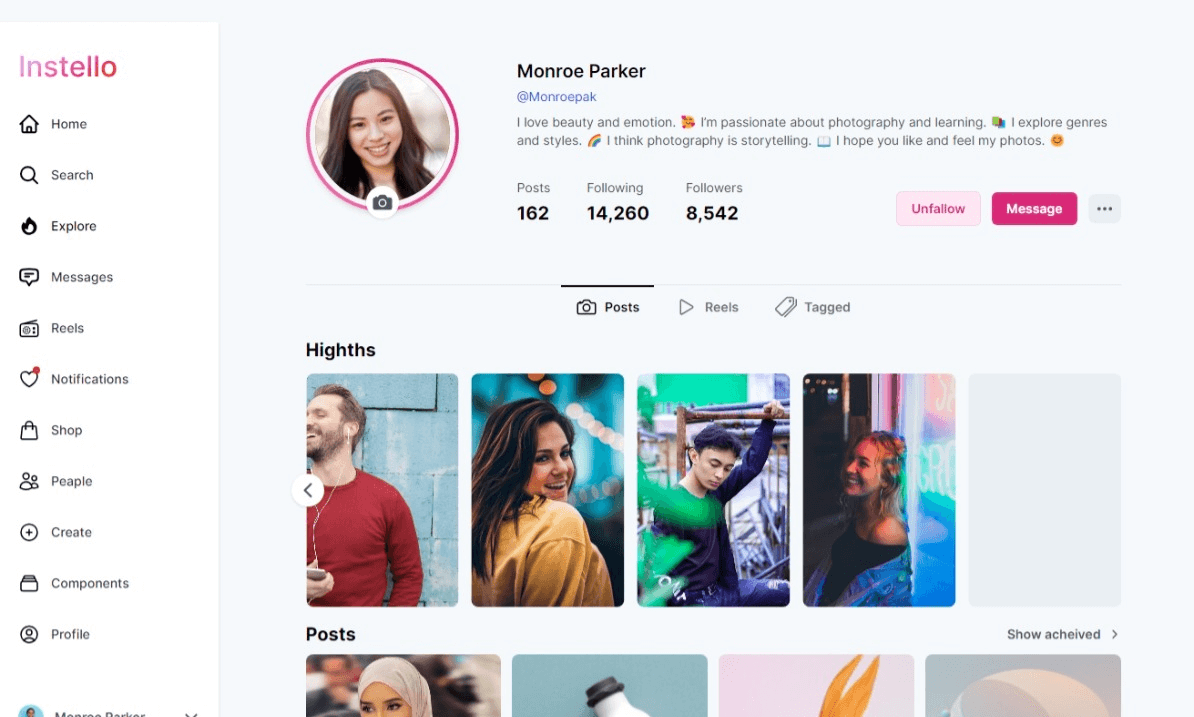 Instello
Home
Search
Explore
Messages
Reels
Notifications
Shop
Peaple
Create
Components
Profile
Monroe Parker
Monroe Parker
@Monroepak
I love beauty and emotion. 🥰 I’m passionate about photography and learning. 📚 I explore genres
and styles. 🌈 I think photography is storytelling. 📖 I hope you like and feel my photos. 😊
Posts Following Followers
162 14,260 8,542
Unfallow Message
Posts Reels Tagged
Highths
Posts Show acheived